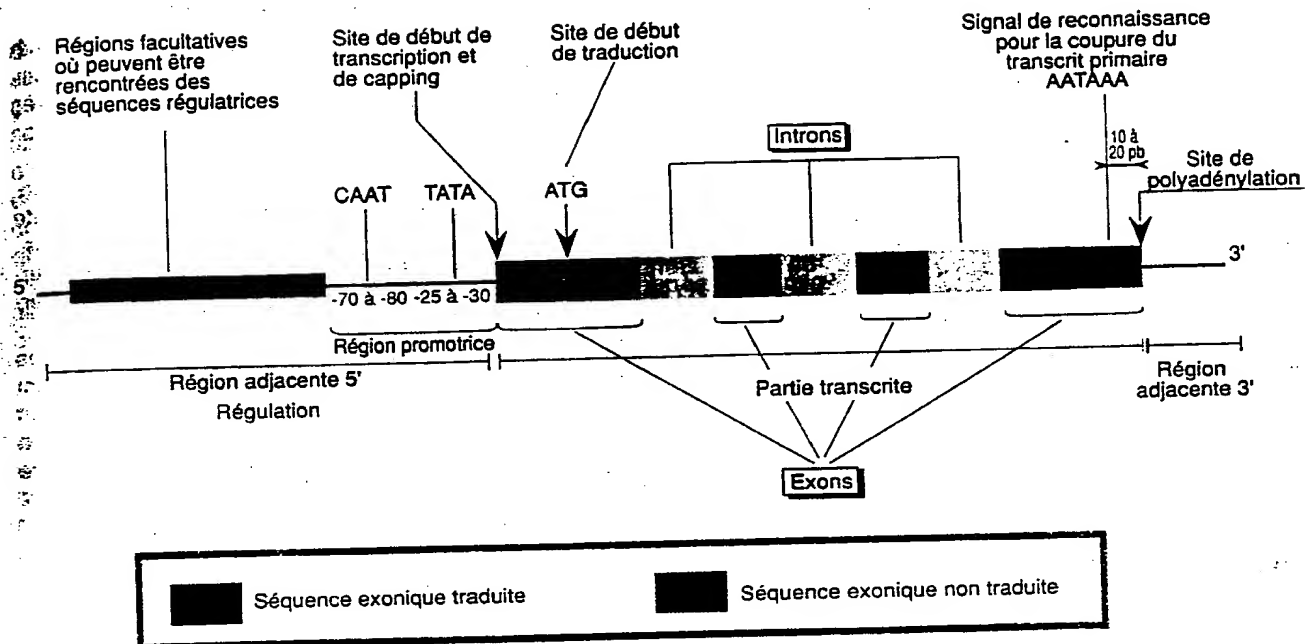 Régions facultatives
où peuvent être
rencontrées des
séquences régulatrices
Site de début de
transcription et
de capping
Site de début
de traduction
Signal de reconnaissance
pour la coupure du
transcrit primaire
AATAAA
Introns
10 à
20 pb
Site de
polyadénylation
CAAT
TATA
ATG
5'
3'
-70 à -80
-25 à -30
Région promotrice
Région adjacente 5'
Régulation
Partie transcrite
Région
adjacente 3'
Exons
Séquence exonique traduite
Séquence exonique non traduite